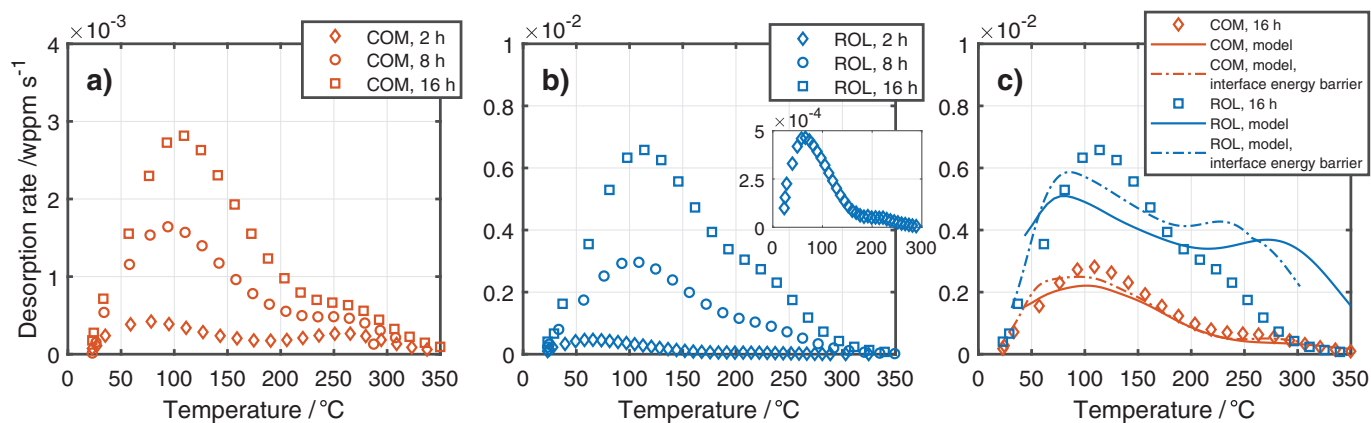 × 10⁻³
4
3
2
1
0
Desorption rate /wppm s⁻¹
a)
COM, 2 h
COM, 8 h
COM, 16 h
0 50 100 150 200 250 300 350
Temperature / °C
× 10⁻²
1
0.8
0.6
0.4
0.2
0
b)
ROL, 2 h
ROL, 8 h
ROL, 16 h
× 10⁻⁴
5
2.5
0
0 100 200 300
0 50 100 150 200 250 300 350
Temperature / °C
× 10⁻²
1
0.8
0.6
0.4
0.2
0
c)
COM, 16 h
COM, model
COM, model,
interface energy barrier
ROL, 16 h
ROL, model
ROL, model,
interface energy barrier
0 50 100 150 200 250 300 350
Temperature / °C